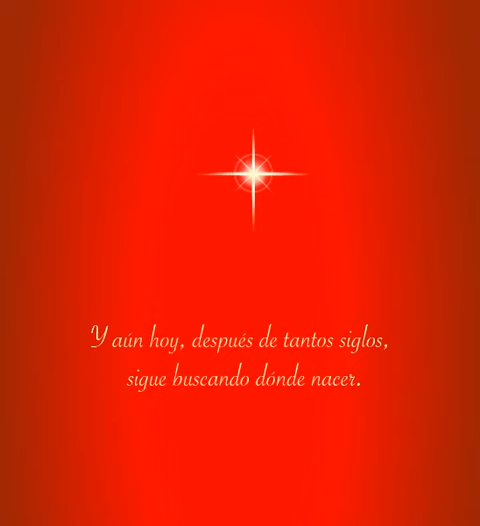 Y aún hoy, después de tantos siglos,
sigue buscando dónde nacer.